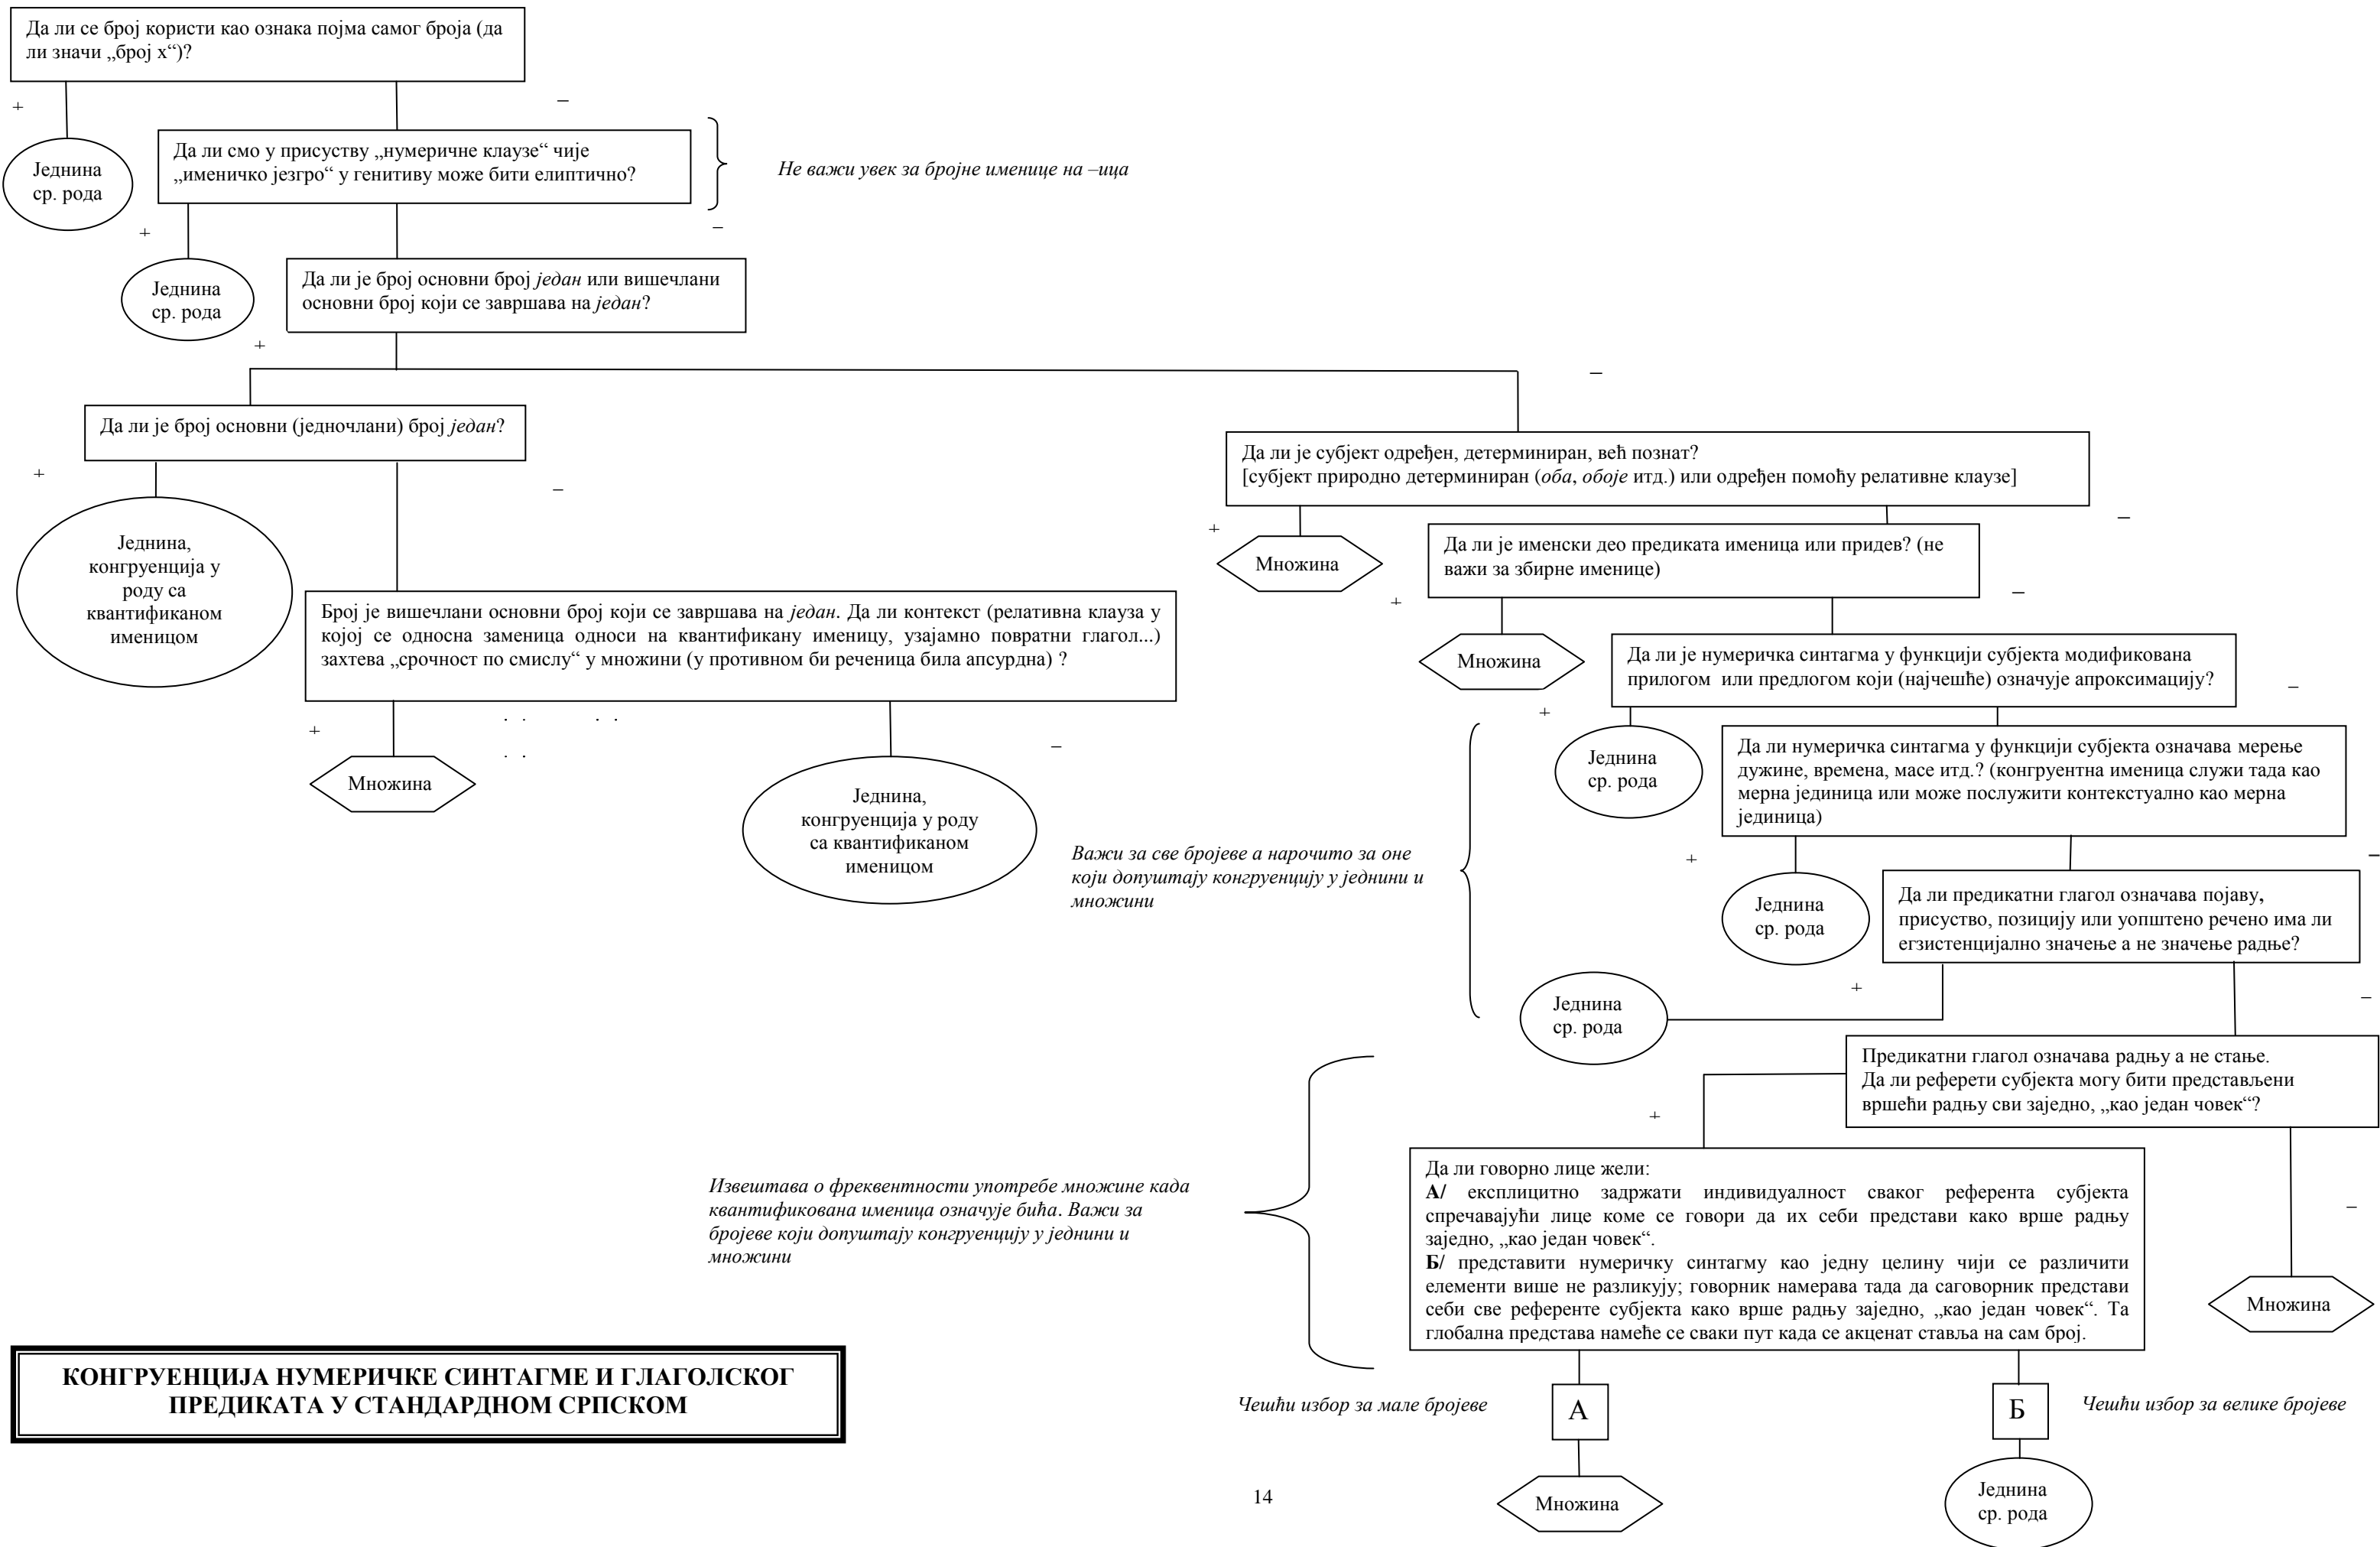 Да ли се број користи као ознака појма самог броја (да
ли значи „број х“)?
+
–
Јединина
ср. рода
Да ли смо у присуству „нумеричне клаузе“ чије
„именичко језгро“ у генитиву може бити елиптично?
Не важи увек за бројне именице на –ица
+
–
Једнина
ср. рода
Да ли је број основни број један или вишечлани
основни број који се завршава на један?
+
–
Да ли је број основни (једночлани) број један?
+
–
Једнина,
конгруенција у
роду са
квантификаном
именицом
Број је вишечлани основни број који се завршава на један. Да ли контекст (релативна клауза у
којој се односна заменица односи на квантификану именицу, узајамно повратни глагол...)
захтева „срочност по смислу“ у множини (у противном би реченица била апсурдна) ?
+
–
Множина
Једнина,
конгруенција у роду
са квантификаном
именицом
Да ли је субјект одређен, детерминиран, већ познат?
[субјект природно детерминиран (оба, обоје итд.) или одређен помоћу релативне клаузе]
+
–
Множина
Да ли је именски део предиката именица или придев? (не
важи за збирне именице)
+
–
Множина
Да ли је нумеричка синтагма у функцији субјекта модификована
прилогом  или предлогом који (најчешће) означује апроксимацију?
+
–
Једнина
ср. рода
Да ли нумеричка синтагма у функцији субјекта означава мерење
дужине, времена, масе итд.? (конгруентна именица служи тада као
мерна јединица или може послужити контекстуално као мерна
јединица)
+
–
Важи за све бројеве а нарочито за оне
који допуштају конгруенцију у једнини и
множини
Једнина
ср. рода
Да ли предикатни глагол означава појаву,
присуство, позицију или уопштено речено има ли
егзистенцијално значење а не значење радње?
+
–
Једнина
ср. рода
Предикатни глагол означава радњу а не стање.
Да ли реферети субјекта могу бити представљени
вршећи радњу сви заједно, „као један човек“?
+
–
Множина
Извештава о фреквентности употребе множине када
квантификована именица означује бића. Важи за
бројеве који допуштају конгруенцију у једнини и
множини
Да ли говорно лице жели:
А/ експлицитно задржати индивидуалност сваког референта субјекта
спречавајући лице коме се говори да их себи представи како врше радњу
заједно, „као један човек“.
Б/ представити нумеричку синтагму као једну целину чији се различити
елементи више не разликују; говорник намерава тада да саговорник представи
себи све референте субјекта како врше радњу заједно, „као један човек“. Та
глобална представа намеће се сваки пут када се акценат ставља на сам број.
Чешћи избор за мале бројеве
А
Б
Чешћи избор за велике бројеве
Множина
Једнина
ср. рода
КОНГРУЕНЦИЈА НУМЕРИЧКЕ СИНТАГМЕ И ГЛАГОЛСКОГ
ПРЕДИКАТА У СТАНДАРДНОМ СРПСКОМ
14